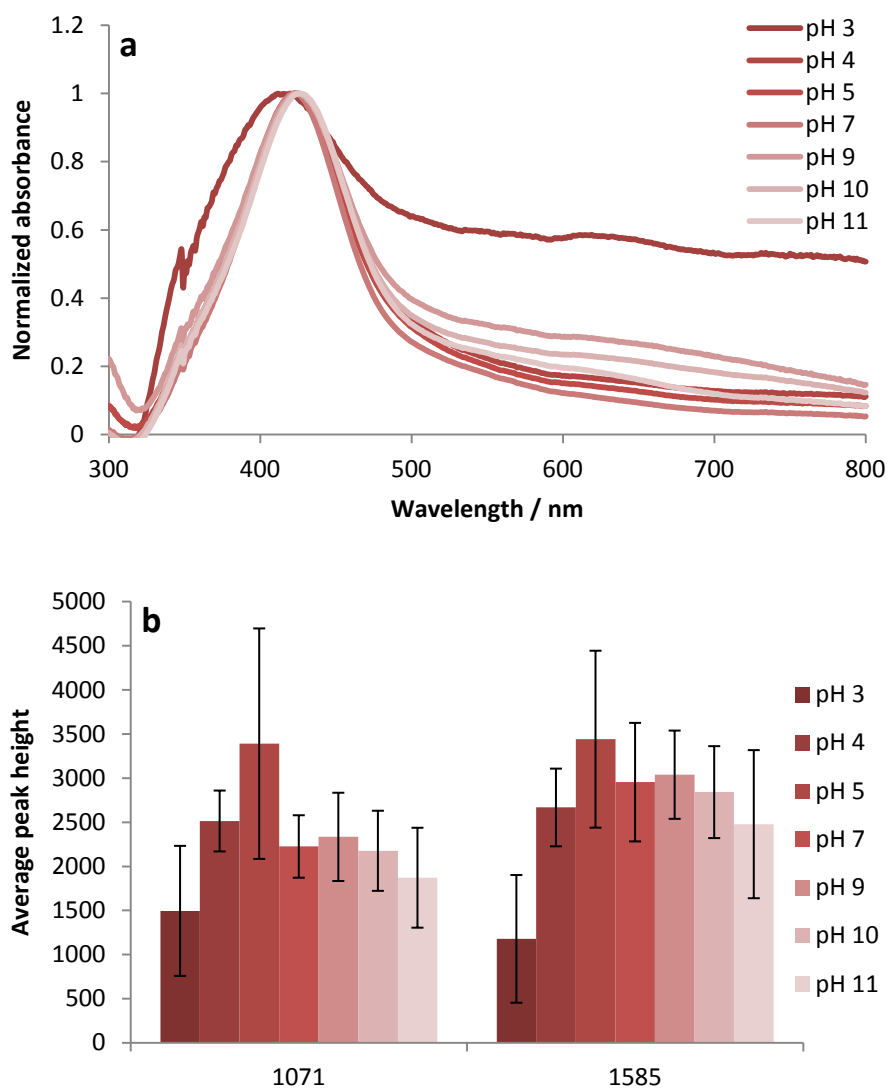 a
Normalized absorbance
1.2
1
0.8
0.6
0.4
0.2
0
300 400 500 600 700 800
Wavelength / nm
pH 3
pH 4
pH 5
pH 7
pH 9
pH 10
pH 11
b
Average peak height
5000
4500
4000
3500
3000
2500
2000
1500
1000
500
0
1071 1585
pH 3
pH 4
pH 5
pH 7
pH 9
pH 10
pH 11